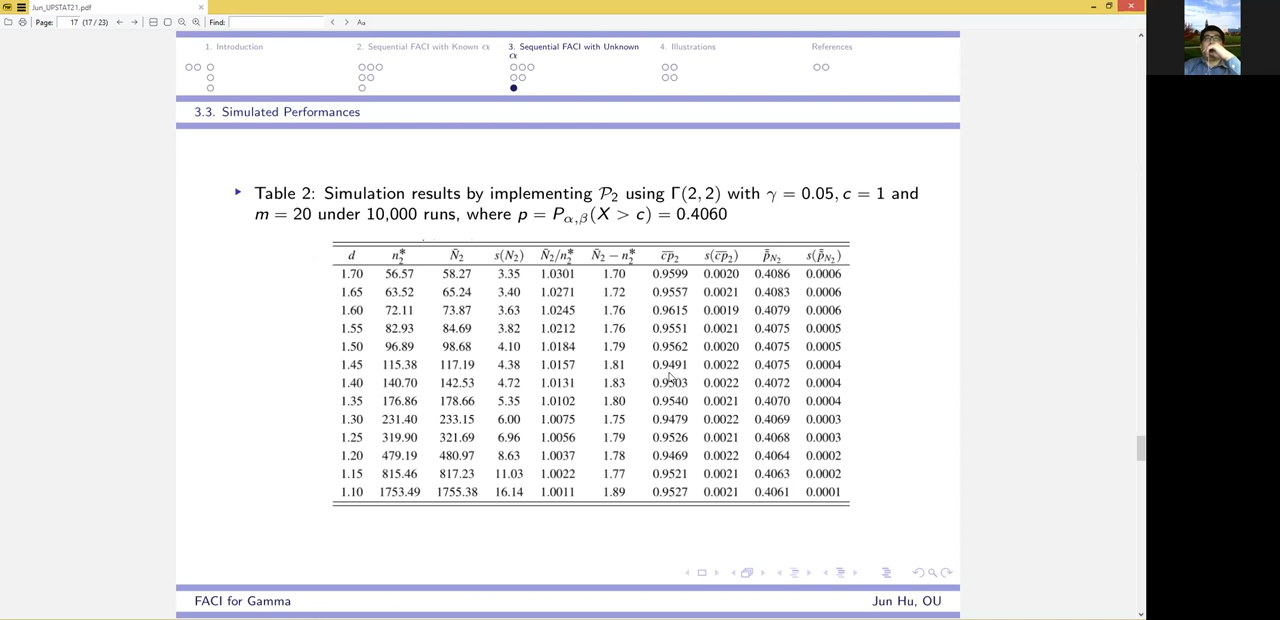 Jun_UPSTAT21.pdf
Page: 17 (17/23) Find: Aa
1. Introduction 2. Sequential FACI with Known α 3. Sequential FACI with Unknown α 4. Illustrations References
3.3. Simulated Performances
Table 2: Simulation results by implementing 𝒫₂ using Γ(2, 2) with γ = 0.05, c = 1 and
m = 20 under 10,000 runs, where p = P_{α,β}(X > c) = 0.4060
d n₂* N̄₂ s(N₂) N̄₂/n₂* N̄₂ − n₂* c̅p̅₂ s(c̅p̅₂) p̿_{N₂} s(p̿_{N₂})
1.70 56.57 58.27 3.35 1.0301 1.70 0.9599 0.0020 0.4086 0.0006
1.65 63.52 65.24 3.40 1.0271 1.72 0.9557 0.0021 0.4083 0.0006
1.60 72.11 73.87 3.63 1.0245 1.76 0.9615 0.0019 0.4079 0.0006
1.55 82.93 84.69 3.82 1.0212 1.76 0.9551 0.0021 0.4075 0.0005
1.50 96.89 98.68 4.10 1.0184 1.79 0.9562 0.0020 0.4075 0.0005
1.45 115.38 117.19 4.38 1.0157 1.81 0.9491 0.0022 0.4075 0.0004
1.40 140.70 142.53 4.72 1.0131 1.83 0.0022 0.4072 0.0004
1.35 176.86 178.66 5.35 1.0102 1.80 0.9540 0.0021 0.4070 0.0004
1.30 231.40 233.15 6.00 1.0075 1.75 0.9479 0.0022 0.4069 0.0003
1.25 319.90 321.69 6.96 1.0056 1.79 0.9526 0.0021 0.4068 0.0003
1.20 479.19 480.97 8.63 1.0037 1.78 0.9469 0.0022 0.4064 0.0002
1.15 815.46 817.23 11.03 1.0022 1.77 0.9521 0.0021 0.4063 0.0002
1.10 1753.49 1755.38 16.14 1.0011 1.89 0.9527 0.0021 0.4061 0.0001
FACI for Gamma Jun Hu, OU